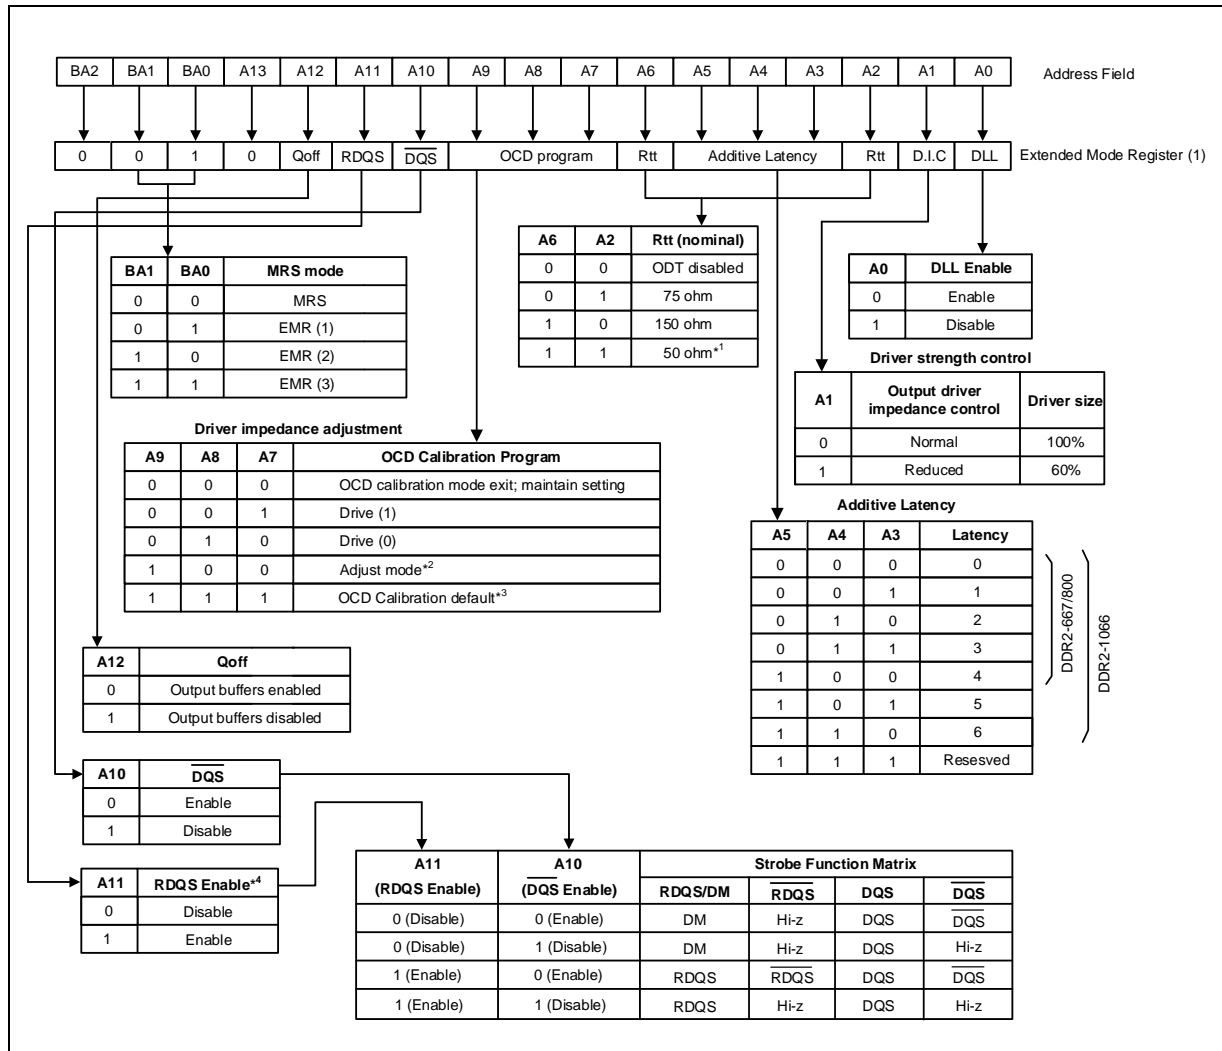 BA2 BA1 BA0 A13 A12 A11 A10 A9 A8 A7 A6 A5 A4 A3 A2 A1 A0 Address Field
0 0 1 0 Qoff RDQS DQS OCD program Rtt Additive Latency Rtt D.I.C DLL Extended Mode Register (1)
BA1 BA0 MRS mode
0 0 MRS
0 1 EMR (1)
1 0 EMR (2)
1 1 EMR (3)
A6 A2 Rtt (nominal)
0 0 ODT disabled
0 1 75 ohm
1 0 150 ohm
1 1 50 ohm*1
A0 DLL Enable
0 Enable
1 Disable
Driver strength control
A1 Output driver impedance control Driver size
0 Normal 100%
1 Reduced 60%
Driver impedance adjustment
A9 A8 A7 OCD Calibration Program
0 0 0 OCD calibration mode exit; maintain setting
0 0 1 Drive (1)
0 1 0 Drive (0)
1 0 0 Adjust mode*2
1 1 1 OCD Calibration default*3
Additive Latency
A5 A4 A3 Latency
0 0 0 0
0 0 1 1
0 1 0 2
0 1 1 3
1 0 0 4
1 0 1 5
1 1 0 6
1 1 1 Resesved
DDR2-667/800
DDR2-1066
A12 Qoff
0 Output buffers enabled
1 Output buffers disabled
A10 DQS
0 Enable
1 Disable
A11 RDQS Enable*4
0 Disable
1 Enable
A11 (RDQS Enable) A10 (DQS Enable) Strobe Function Matrix
RDQS/DM RDQS DQS DQS
0 (Disable) 0 (Enable) DM Hi-z DQS DQS
0 (Disable) 1 (Disable) DM Hi-z DQS Hi-z
1 (Enable) 0 (Enable) RDQS RDQS DQS DQS
1 (Enable) 1 (Disable) RDQS Hi-z DQS Hi-z